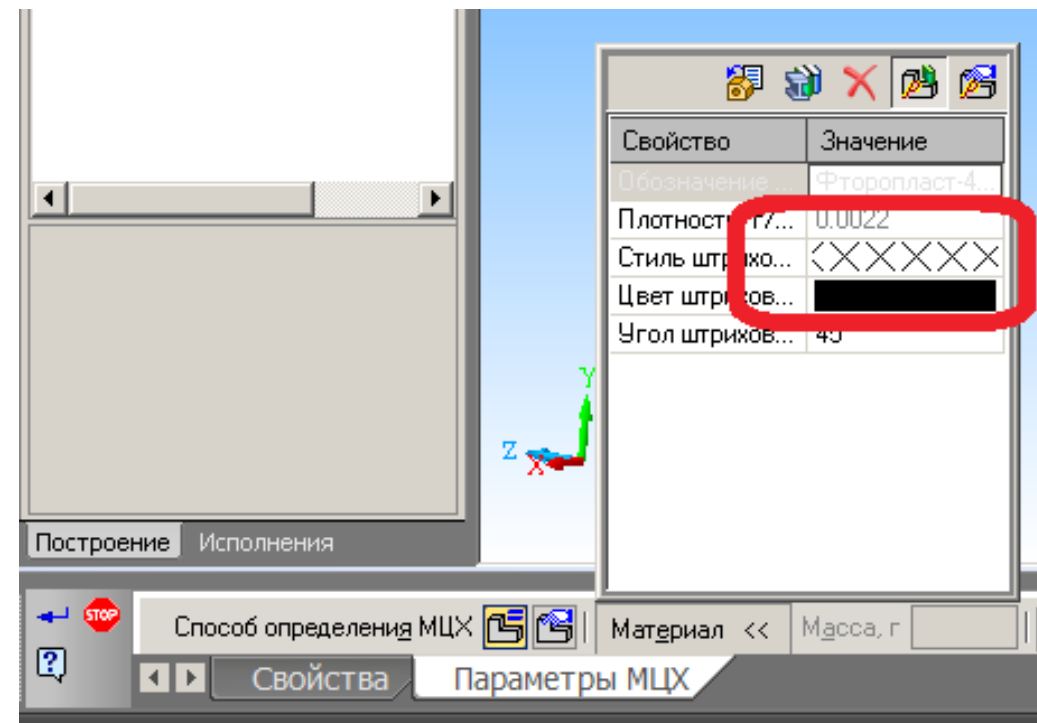 Свойство Значение
Обозначение ... Фторопласт-4...
Плотность г/... 0.0022
Стиль штрихо...
Цвет штрихов...
Угол штрихов... 45
Y
Z
X
Построение Исполнения
STOP
Способ определения МЦХ Материал << Масса, г
?
Свойства Параметры МЦХ